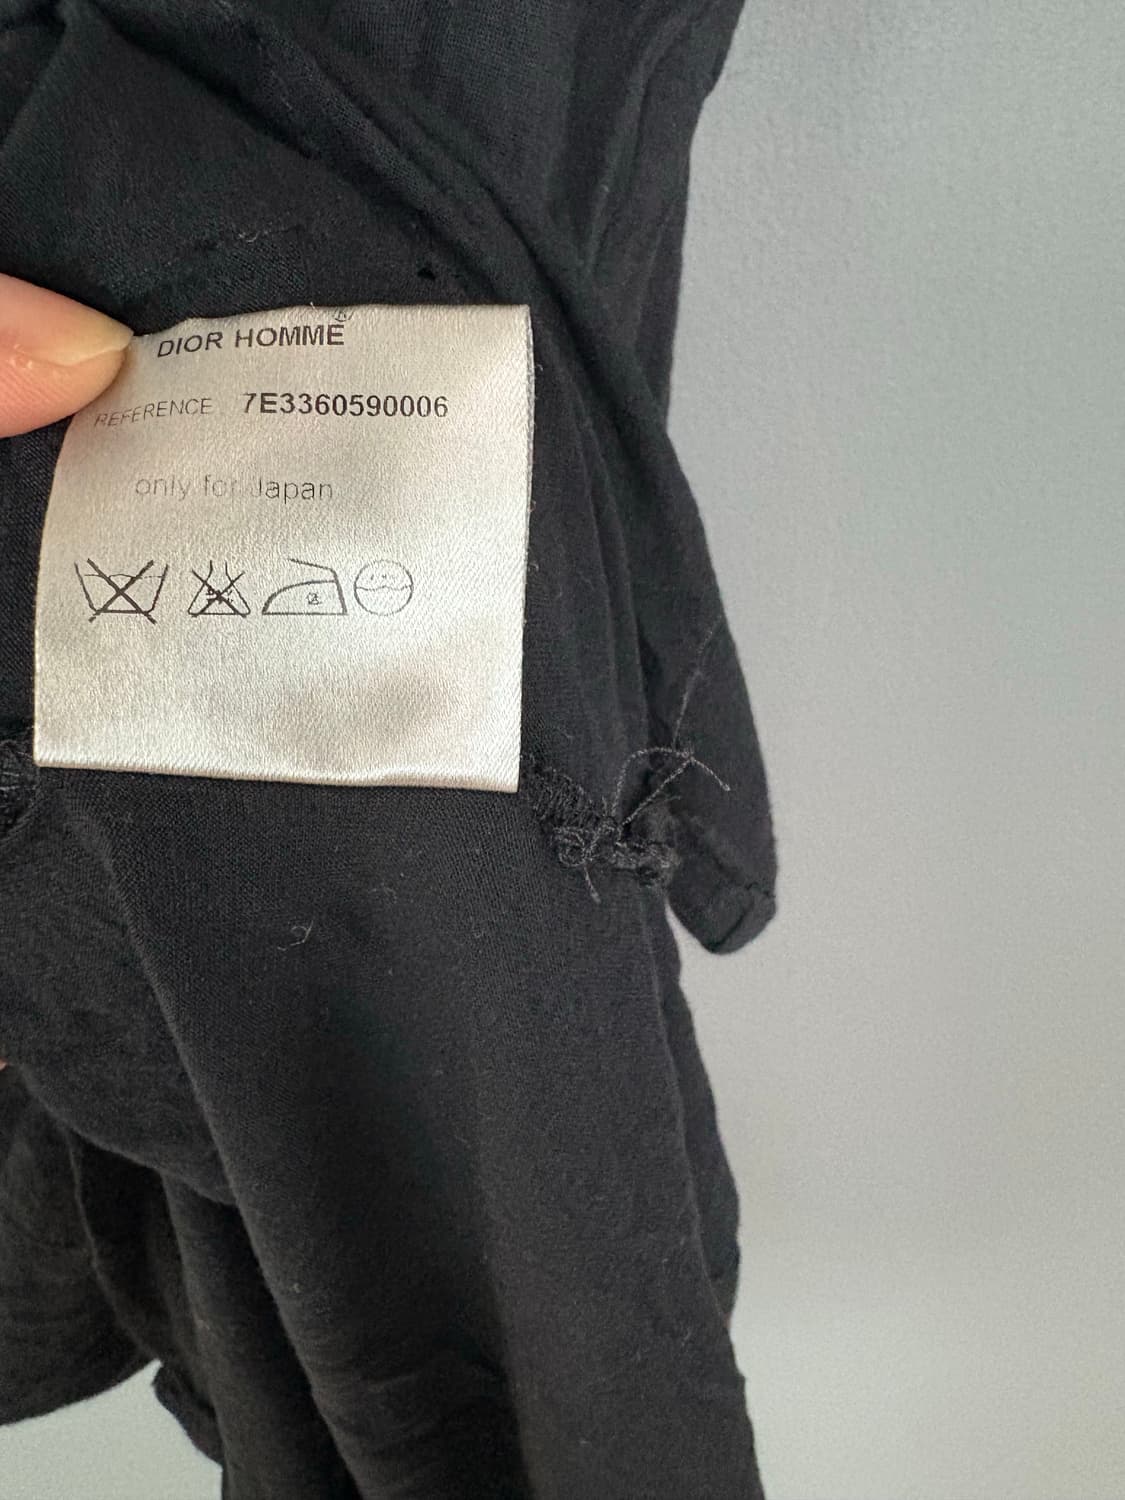 DIOR HOMME
REFERENCE 7E3360590006
only for Japan